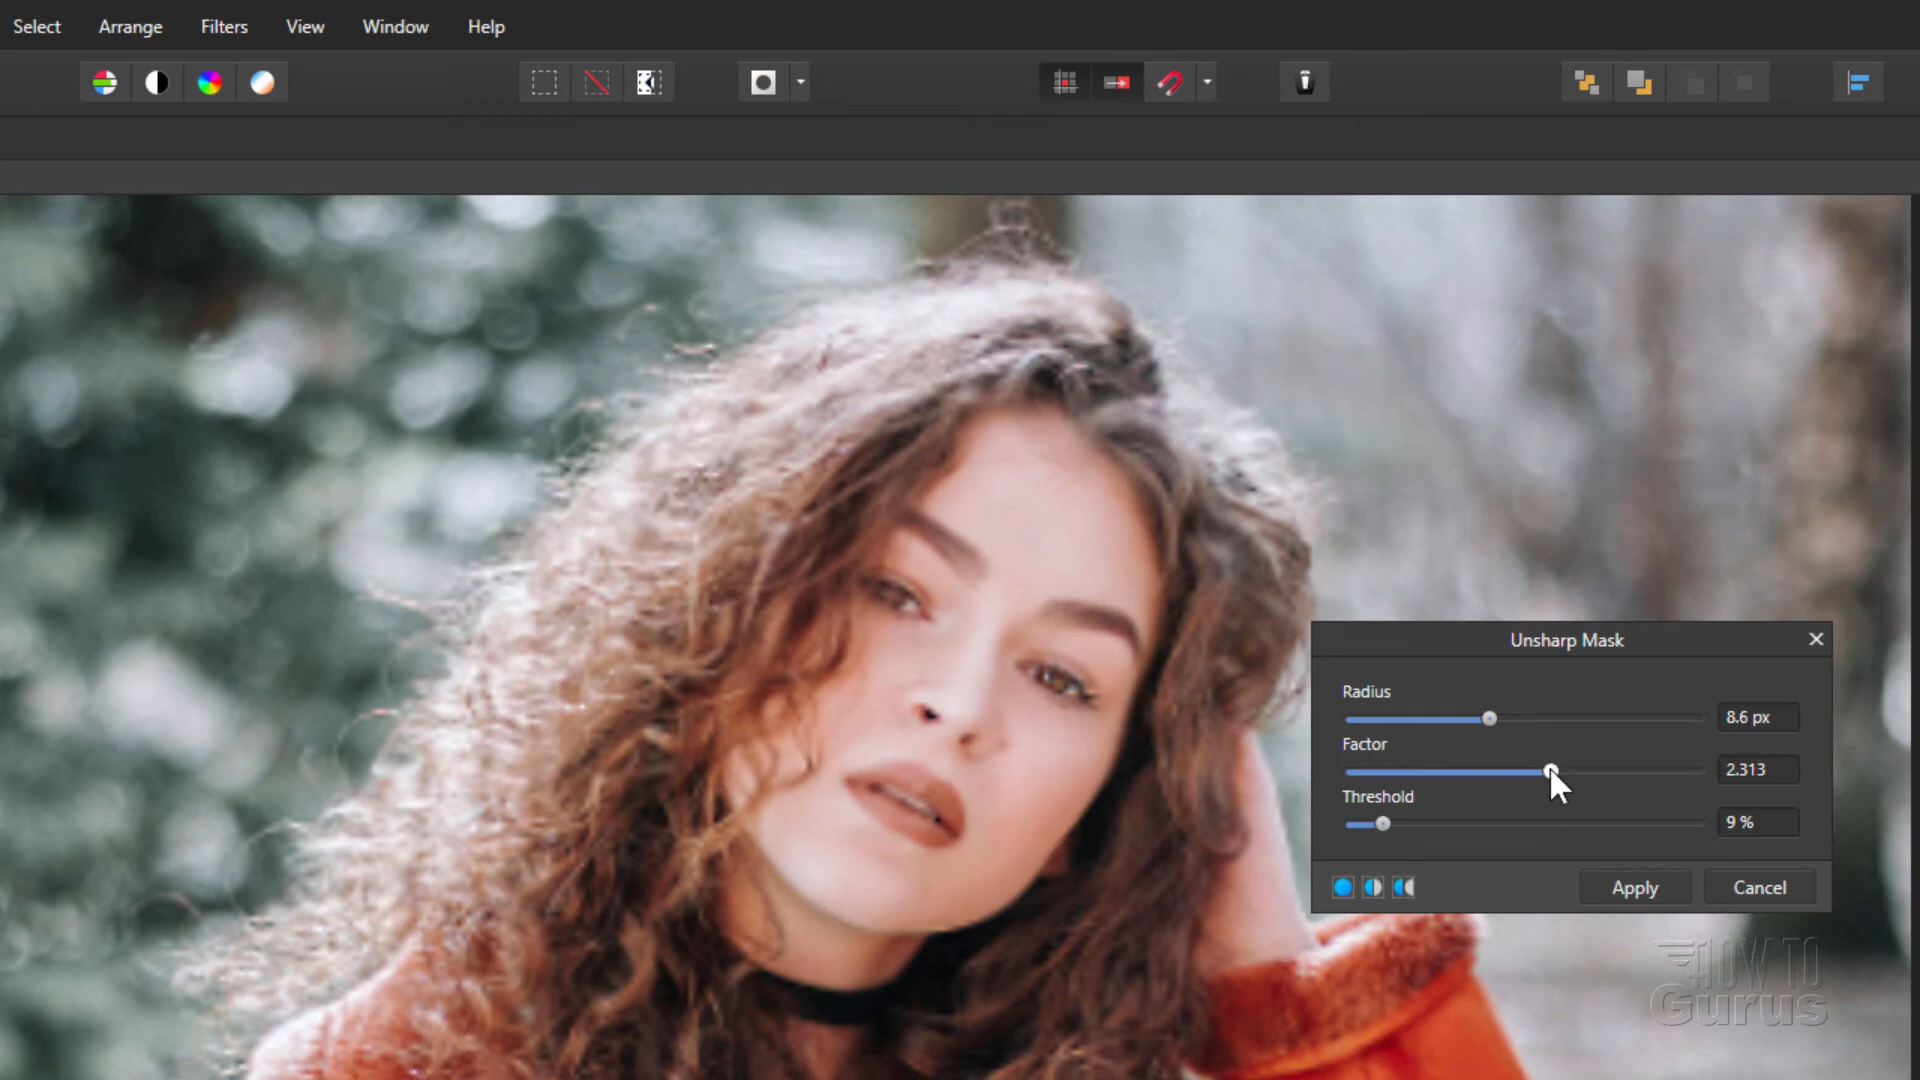 Select Arrange Filters View Window Help
Unsharp Mask
Radius
8.6 px
Factor
2.313
Threshold
9 %
Apply Cancel
HOW TO
Gurus